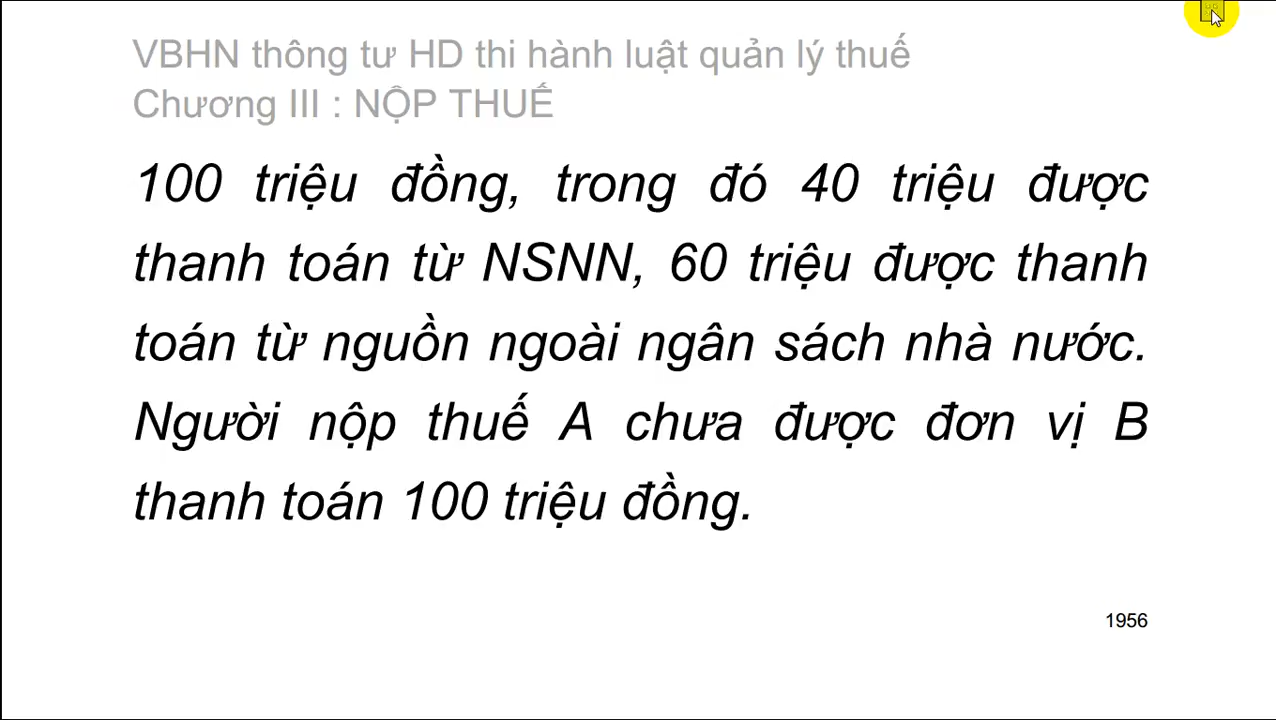 VBHN thông tư HD thi hành luật quản lý thuế
Chương III : NỘP THUẾ
100 triệu đồng, trong đó 40 triệu được
thanh toán từ NSNN, 60 triệu được thanh
toán từ nguồn ngoài ngân sách nhà nước.
Người nộp thuế A chưa được đơn vị B
thanh toán 100 triệu đồng.
1956